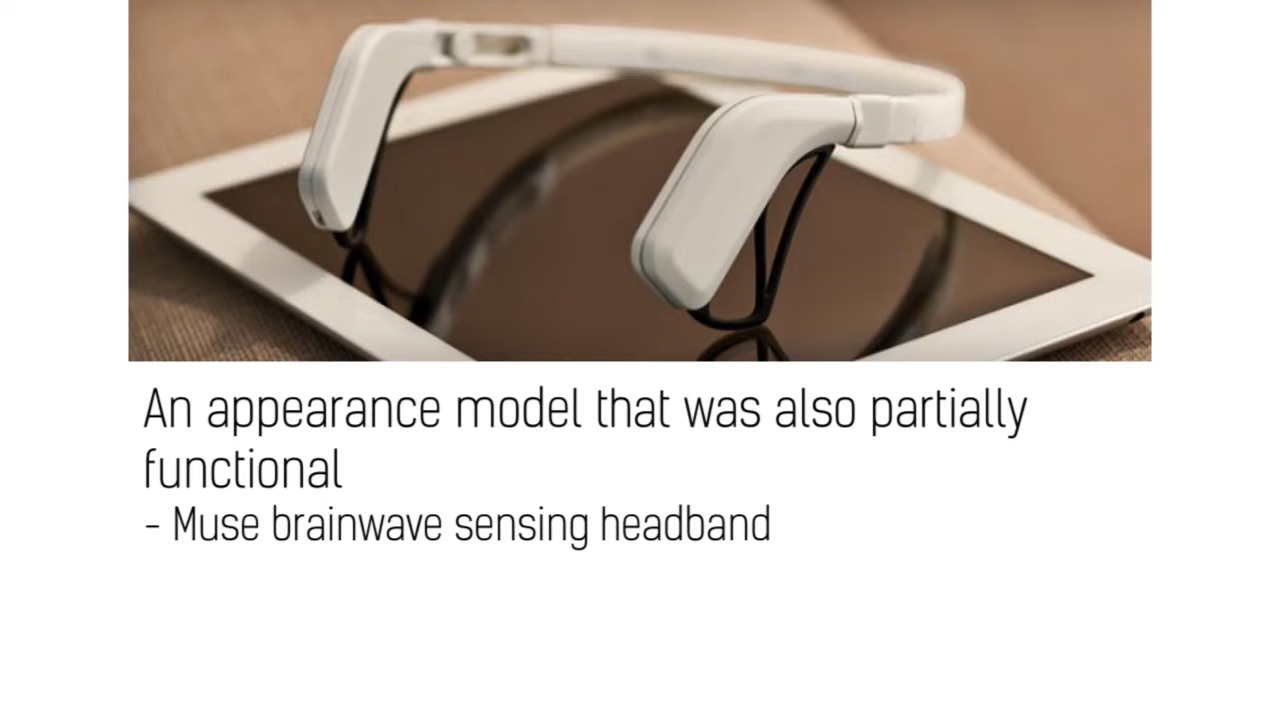 An appearance model that was also partially
functional
- Muse brainwave sensing headband